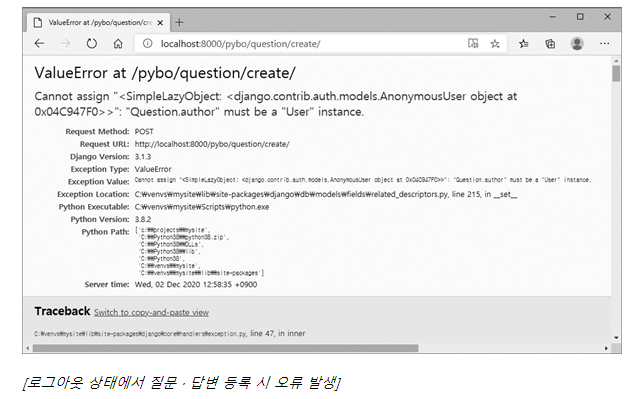 ValueError at /pybo/question/cre
localhost:8000/pybo/question/create/
ValueError at /pybo/question/create/
Cannot assign "<SimpleLazyObject: <django.contrib.auth.models.AnonymousUser object at
0x04C947F0>>": "Question.author" must be a "User" instance.
Request Method: POST
Request URL: http://localhost:8000/pybo/question/create/
Django Version: 3.1.3
Exception Type: ValueError
Exception Value: Cannot assign "<SimpleLazyObject: <django.contrib.auth.models.AnonymousUser object at 0x04C947F0>>": "Question.author" must be a "User" instance.
Exception Location: C:₩venvs₩mysite₩lib₩site-packages₩django₩db₩models₩fields₩related_descriptors.py, line 215, in __set__
Python Executable: C:₩venvs₩mysite₩Scripts₩python.exe
Python Version: 3.8.2
Python Path: ['c:₩₩projects₩₩mysite',
'C:₩₩Python38₩₩python38.zip',
'C:₩₩Python38₩₩DLLs',
'C:₩₩Python38₩₩lib',
'C:₩₩Python38',
'C:₩₩venvs₩₩mysite',
'C:₩₩venvs₩₩mysite₩₩lib₩₩site-packages']
Server time: Wed, 02 Dec 2020 12:58:35 +0900
Traceback Switch to copy-and-paste view
C:₩venvs₩mysite₩lib₩site-packages₩django₩core₩handlers₩exception.py, line 47, in inner
[로그아웃 상태에서 질문 · 답변 등록 시 오류 발생]